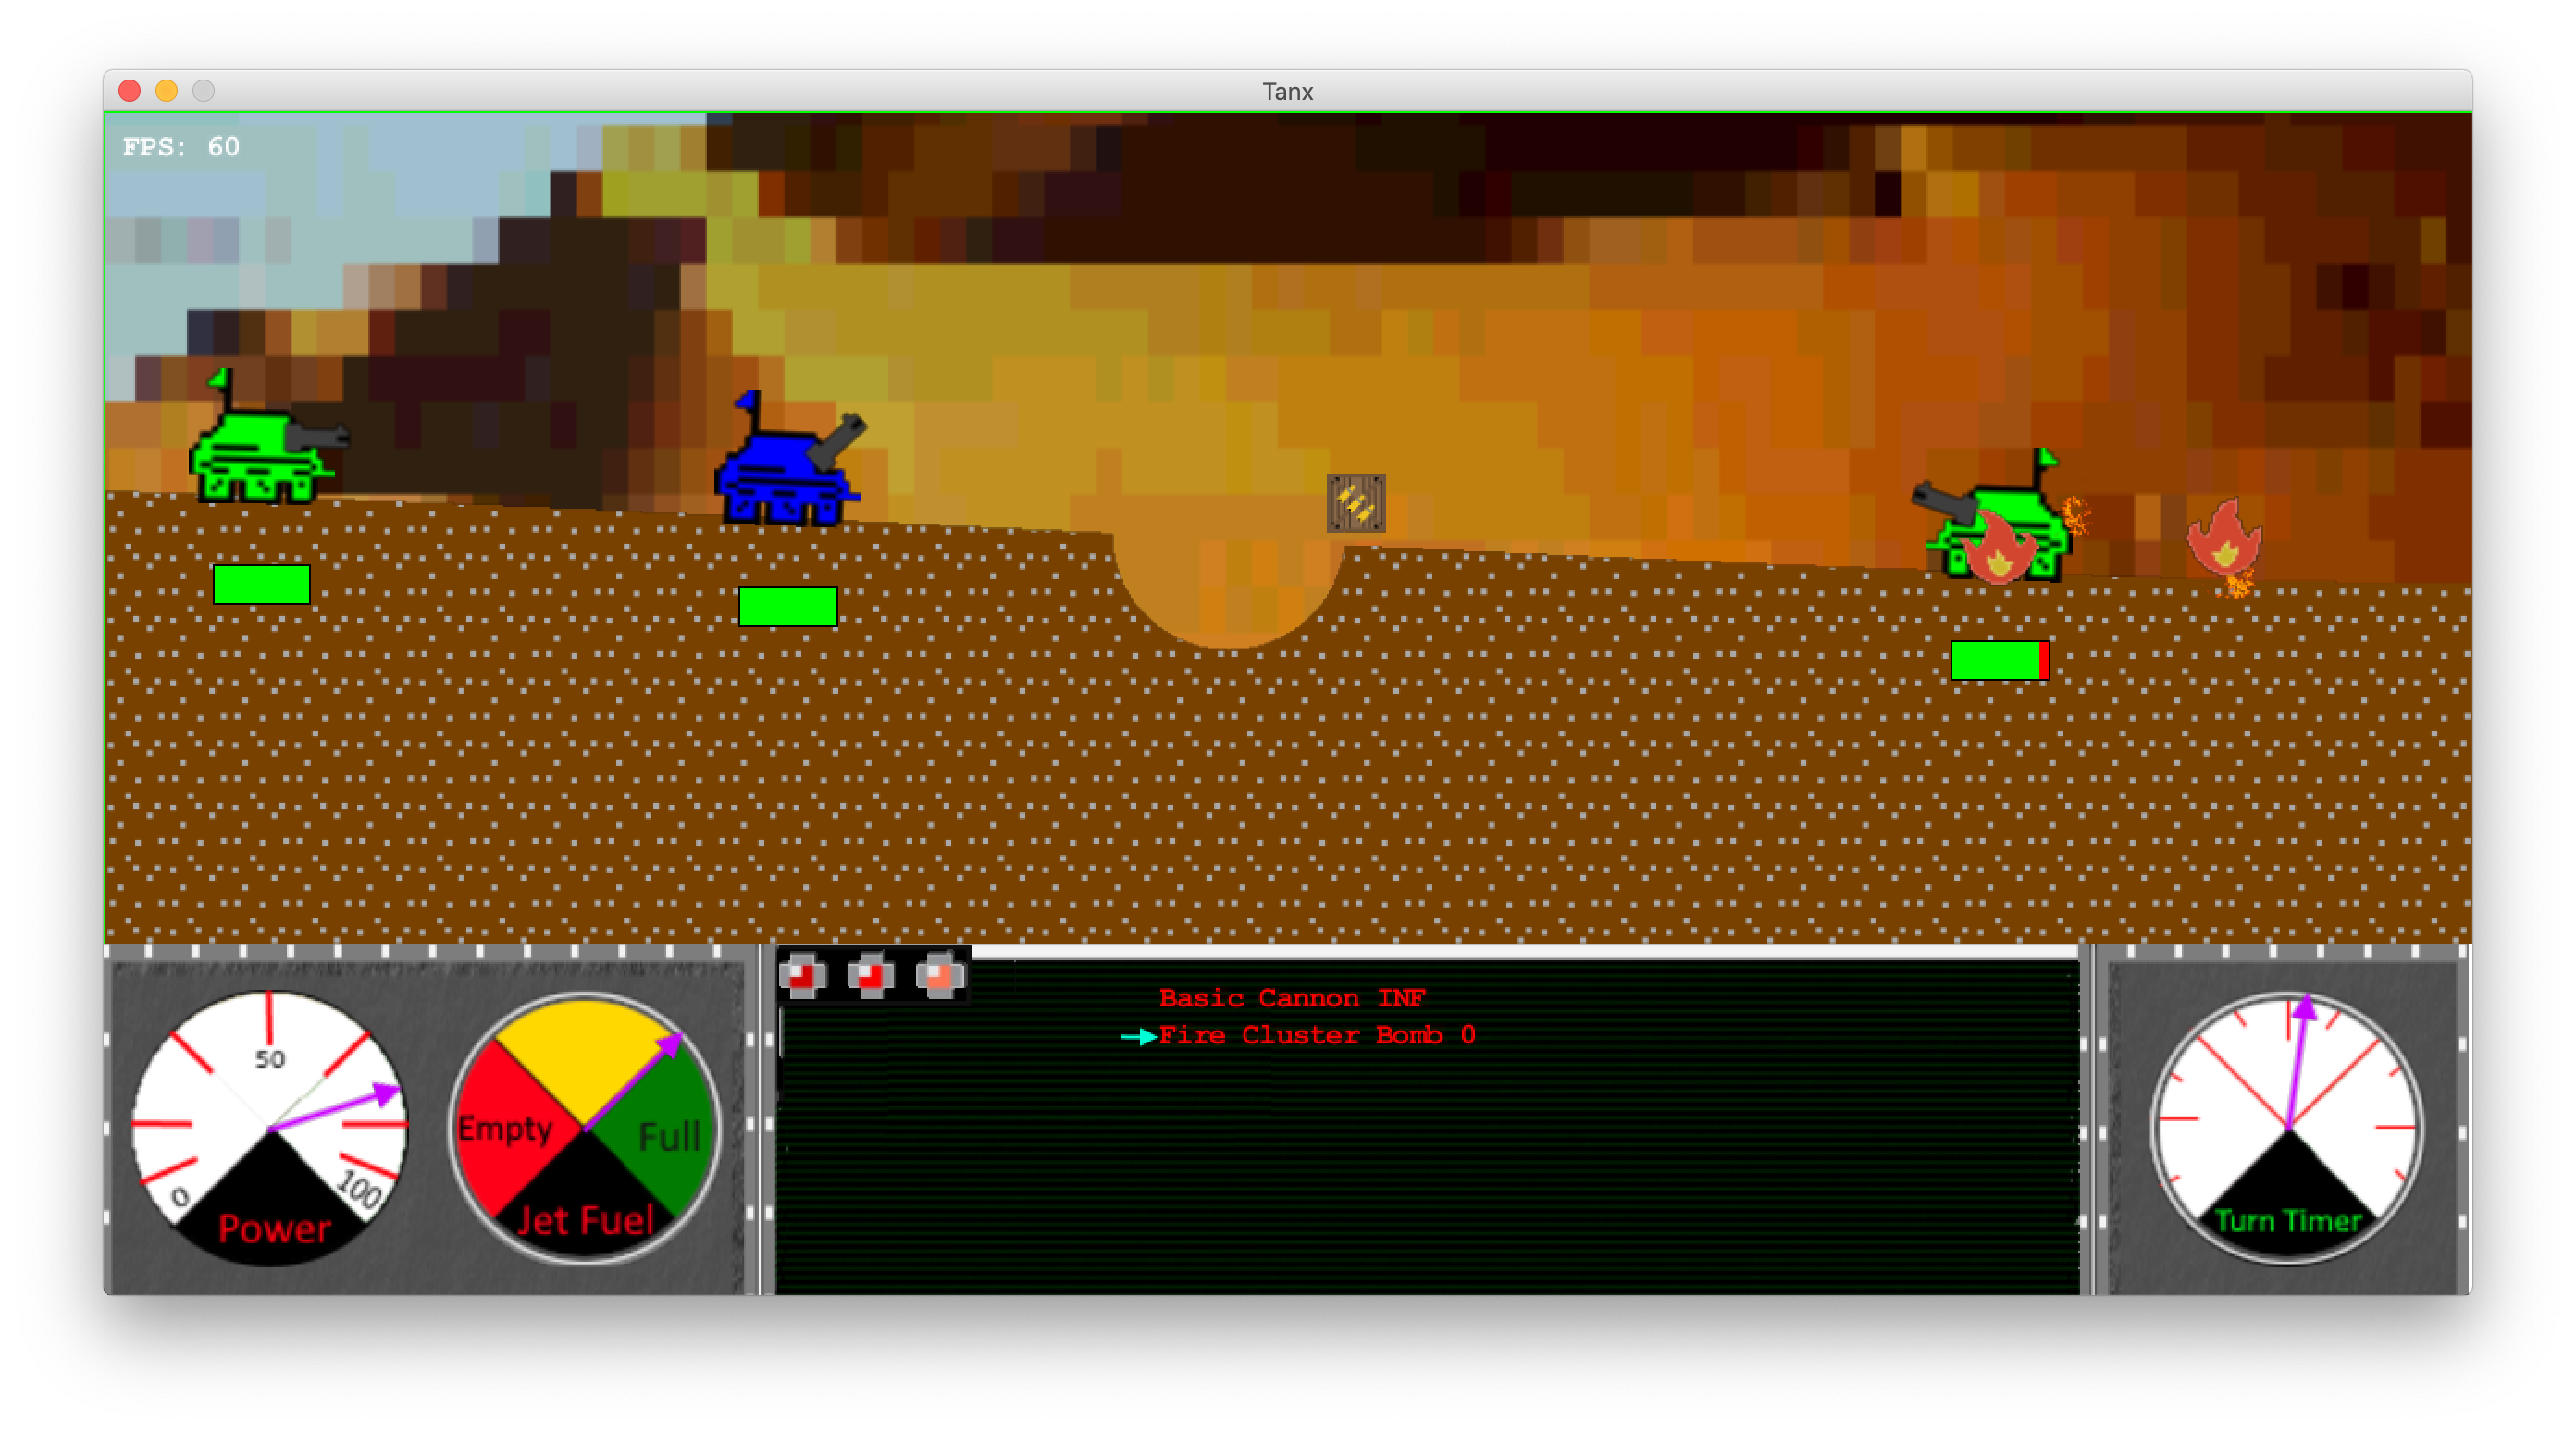 Tanx
FPS: 60
Basic Cannon INF
Fire Cluster Bomb 0
50
0
100
Power
Empty
Full
Jet Fuel
Turn Timer